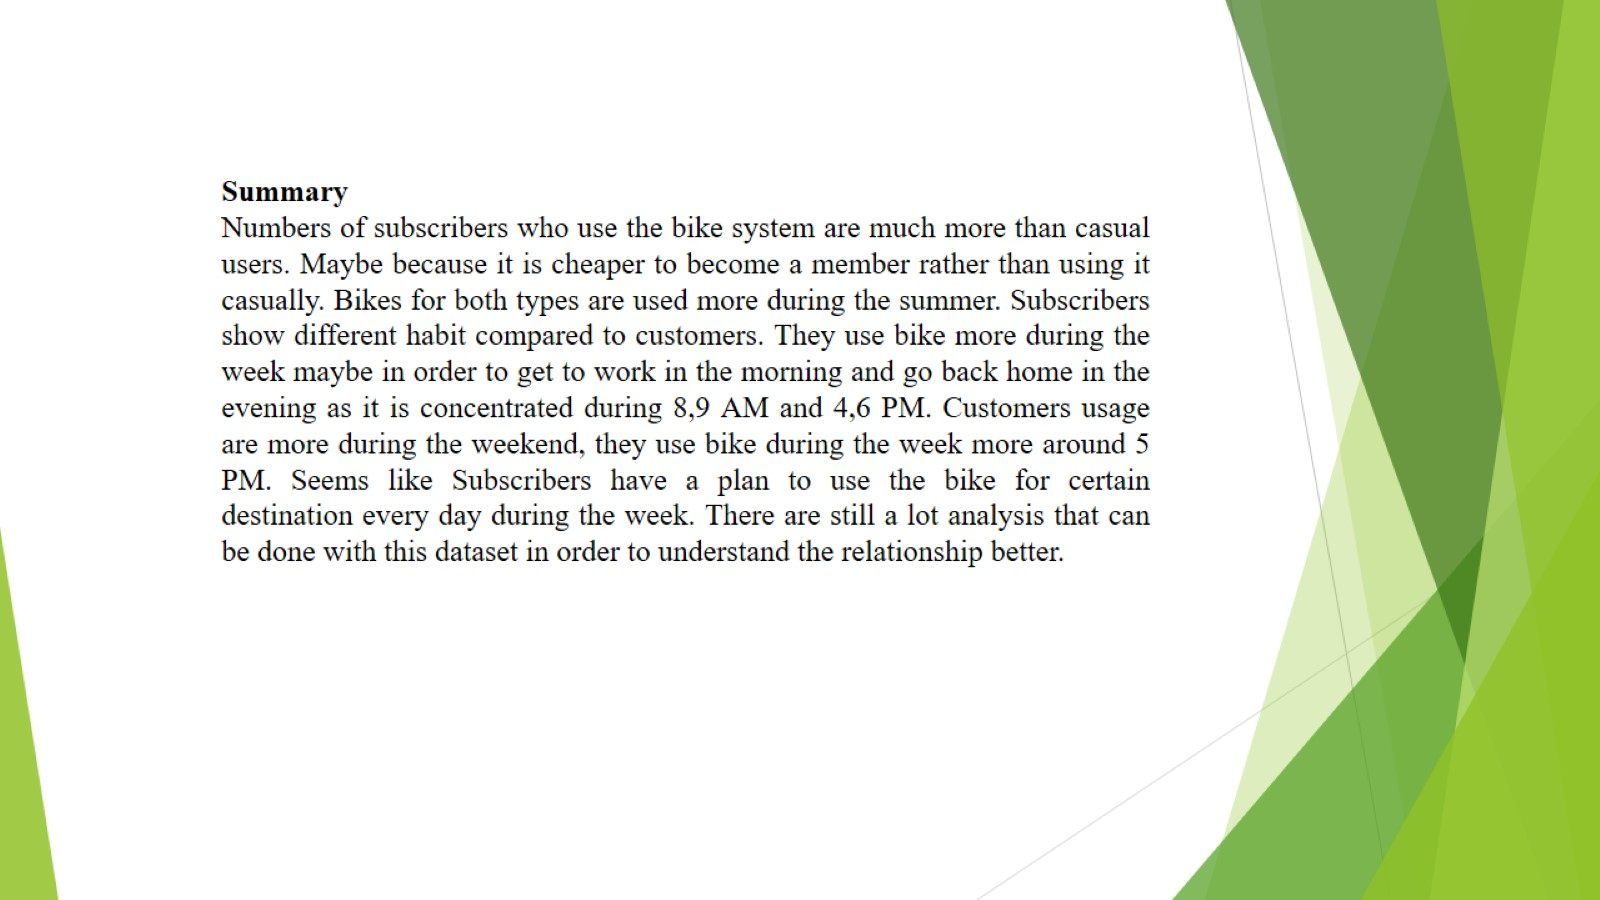 Summary
Numbers of subscribers who use the bike system are much more than casual
users. Maybe because it is cheaper to become a member rather than using it
casually. Bikes for both types are used more during the summer. Subscribers
show different habit compared to customers. They use bike more during the
week maybe in order to get to work in the morning and go back home in the
evening as it is concentrated during 8,9 AM and 4,6 PM. Customers usage
are more during the weekend, they use bike during the week more around 5
PM. Seems like Subscribers have a plan to use the bike for certain
destination every day during the week. There are still a lot analysis that can
be done with this dataset in order to understand the relationship better.